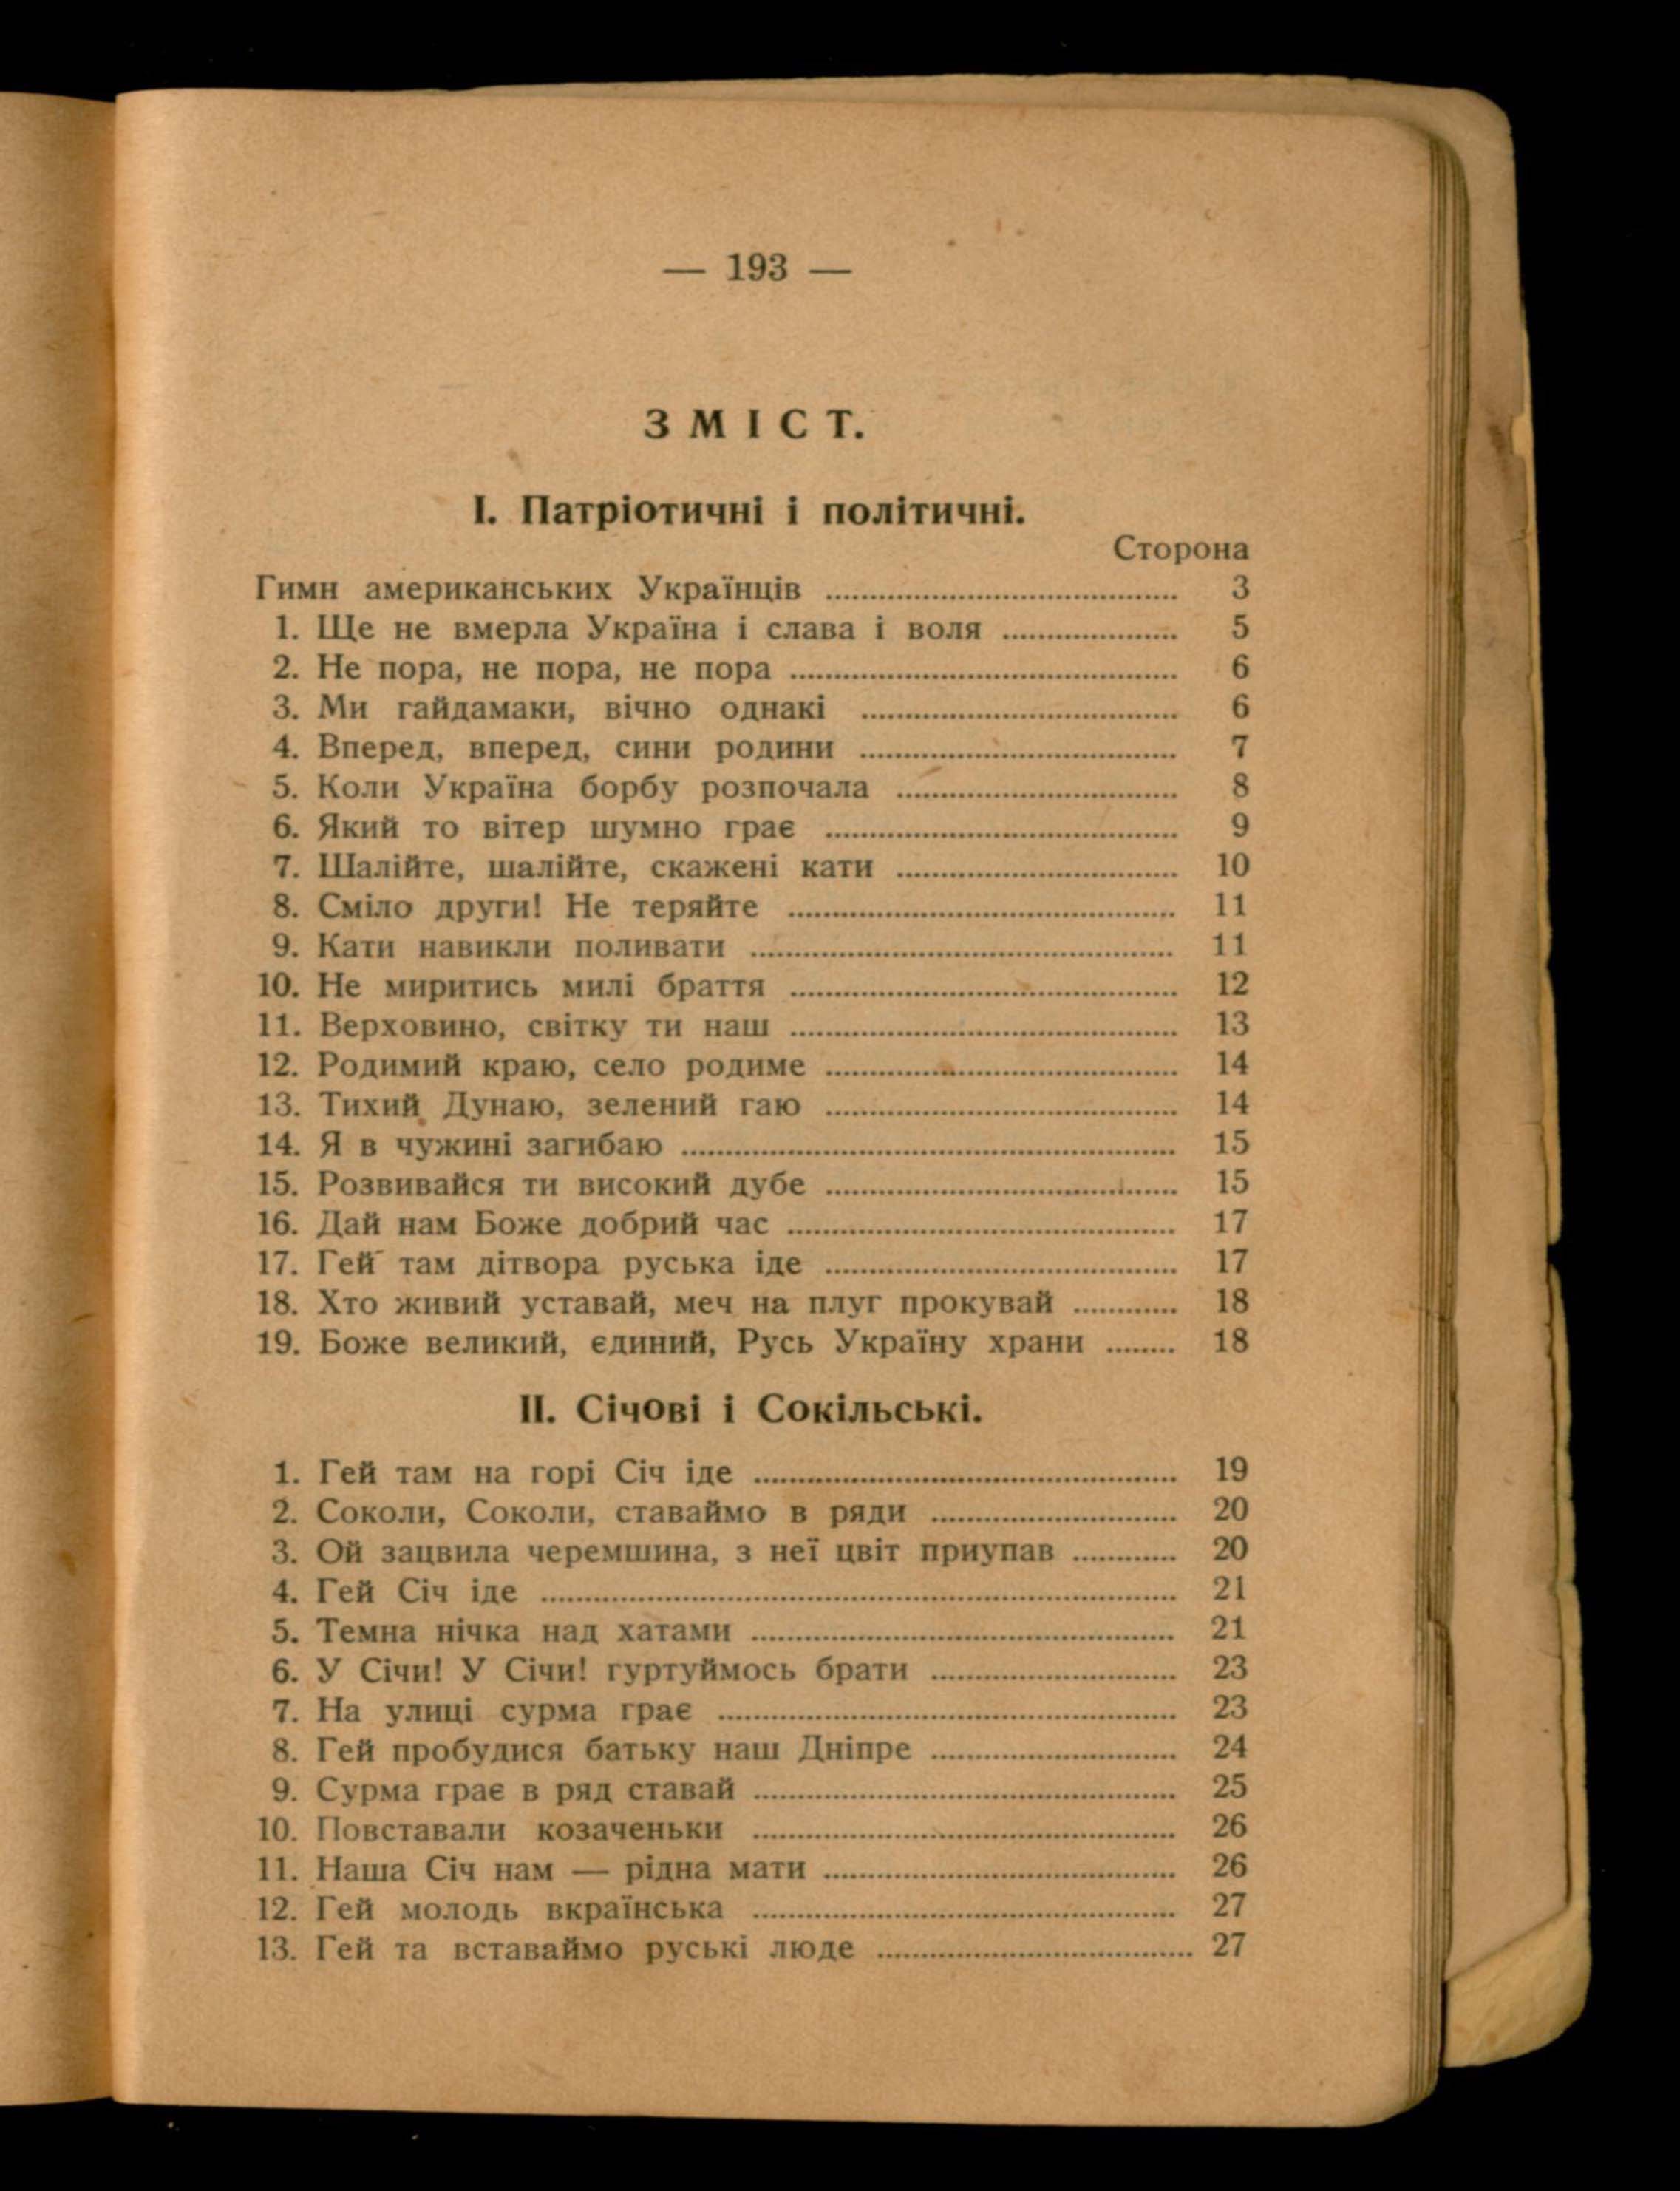 — 193 —
ЗМІСТ.
І. Патріотичні і політичні.
Сторона
Гимн американських Українців ........ 3
1. Ще не вмерла Україна і слава і воля ........ 5
2. Не пора, не пора, не пора ........ 6
3. Ми гайдамаки, вічно однакі ........ 6
4. Вперед, вперед, сини родини ........ 7
5. Коли Україна борбу розпочала ........ 8
6. Який то вітер шумно грає ........ 9
7. Шалійте, шалійте, скажені кати ........ 10
8. Сміло други! Не теряйте ........ 11
9. Кати навикли поливати ........ 11
10. Не миритись милі браття ........ 12
11. Верховино, світку ти наш ........ 13
12. Родимий краю, село родиме ........ 14
13. Тихий Дунаю, зелений гаю ........ 14
14. Я в чужині загибаю ........ 15
15. Розвивайся ти високий дубе ........ 15
16. Дай нам Боже добрий час ........ 17
17. Гей там дітвора руська іде ........ 17
18. Хто живий уставай, меч на плуг прокувай ........ 18
19. Боже великий, єдиний, Русь Україну храни ........ 18
ІІ. Січові і Сокільські.
1. Гей там на горі Січ іде ........ 19
2. Соколи, Соколи, ставаймо в ряди ........ 20
3. Ой зацвила черемшина, з неї цвіт приупав ........ 20
4. Гей Січ іде ........ 21
5. Темна нічка над хатами ........ 21
6. У Січи! У Січи! гуртуймось брати ........ 23
7. На улиці сурма грає ........ 23
8. Гей пробудися батьку наш Дніпре ........ 24
9. Сурма грає в ряд ставай ........ 25
10. Повставали козаченьки ........ 26
11. Наша Січ нам — рідна мати ........ 26
12. Гей молодь вкраїнська ........ 27
13. Гей та вставаймо руські люде ........ 27